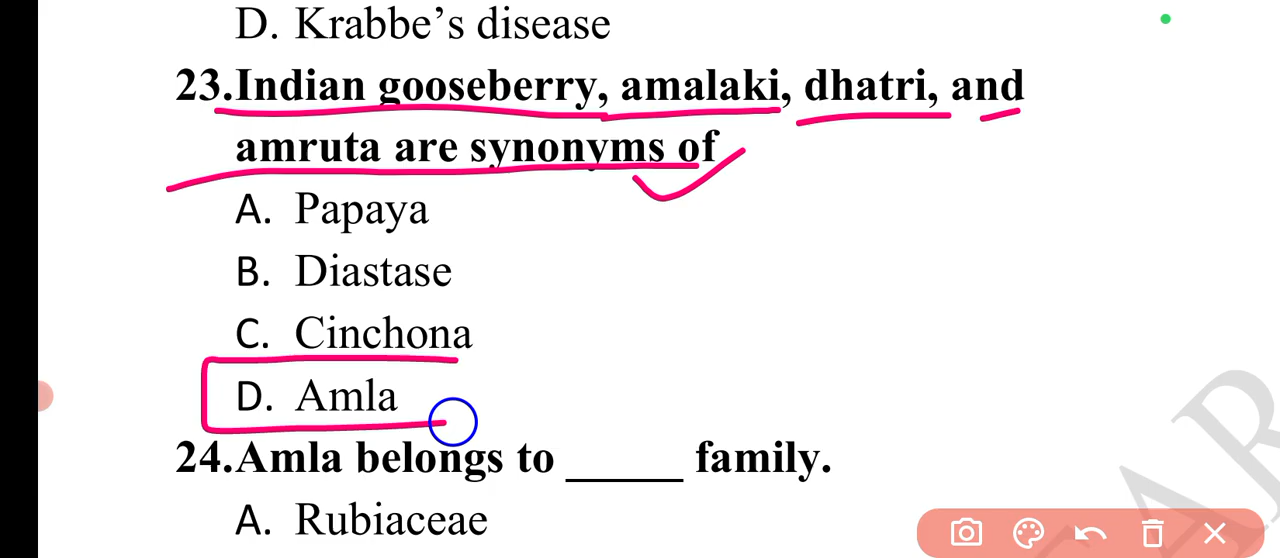 D. Krabbe’s disease
23.Indian gooseberry, amalaki, dhatri, and
amruta are synonyms of
A. Papaya
B. Diastase
C. Cinchona
D. Amla
24.Amla belongs to _____ family.
A. Rubiaceae
AR